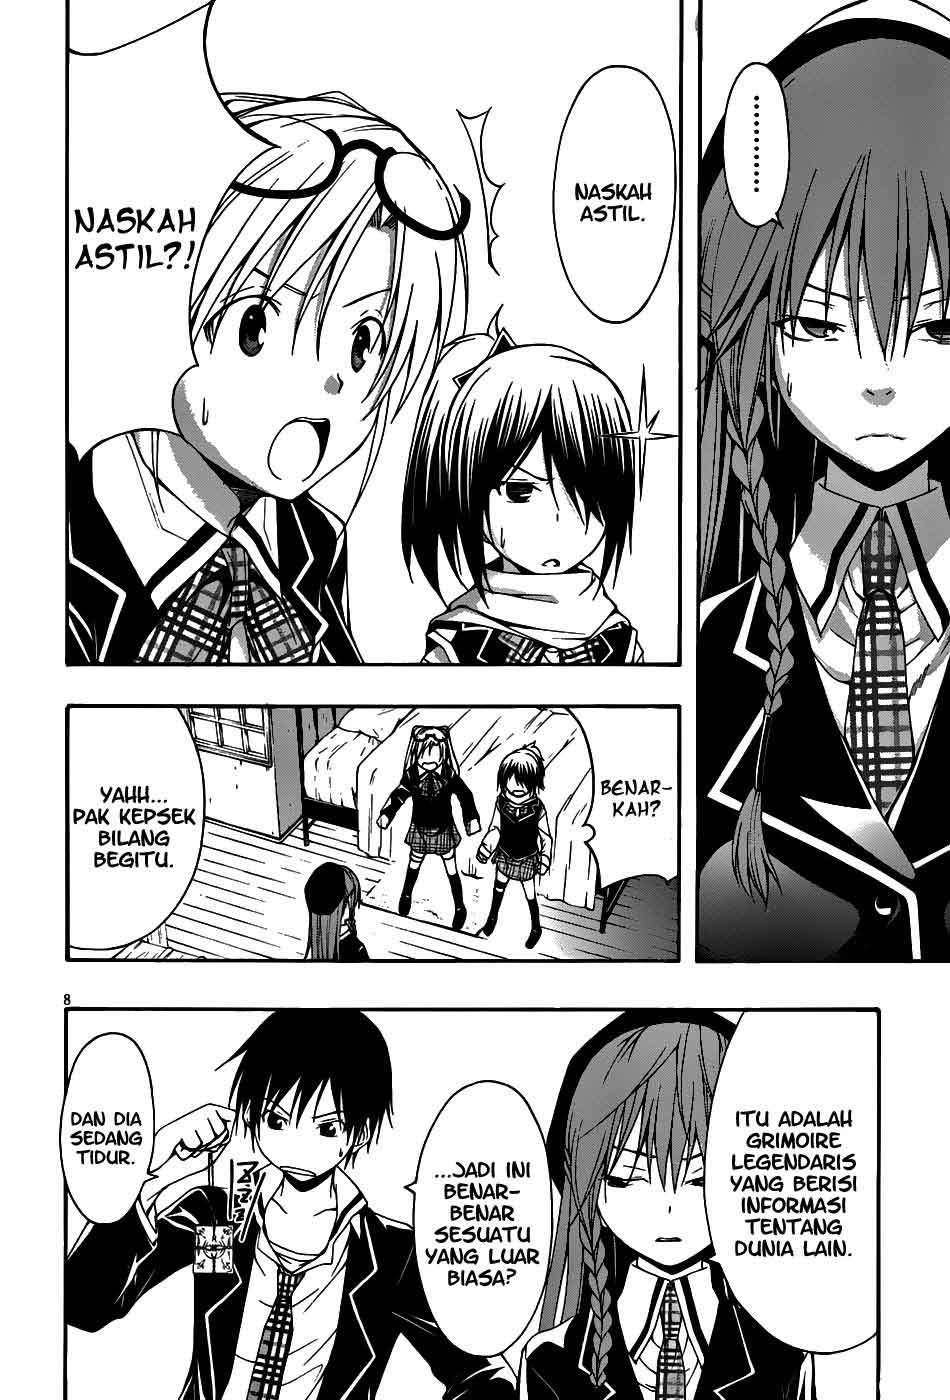 ..........
NASKAH
ASTIL.
NASKAH
ASTIL?!
BENAR-
KAH?
YAHH...
PAK KEPSEK
BILANG
BEGITU.
8
ITU ADALAH
GRIMOIRE
LEGENDARIS
YANG BERISI
INFORMASI
TENTANG
DUNIA LAIN.
...JADI INI
BENAR-
BENAR
SESUATU
YANG LUAR
BIASA?
DAN DIA
SEDANG
TIDUR.